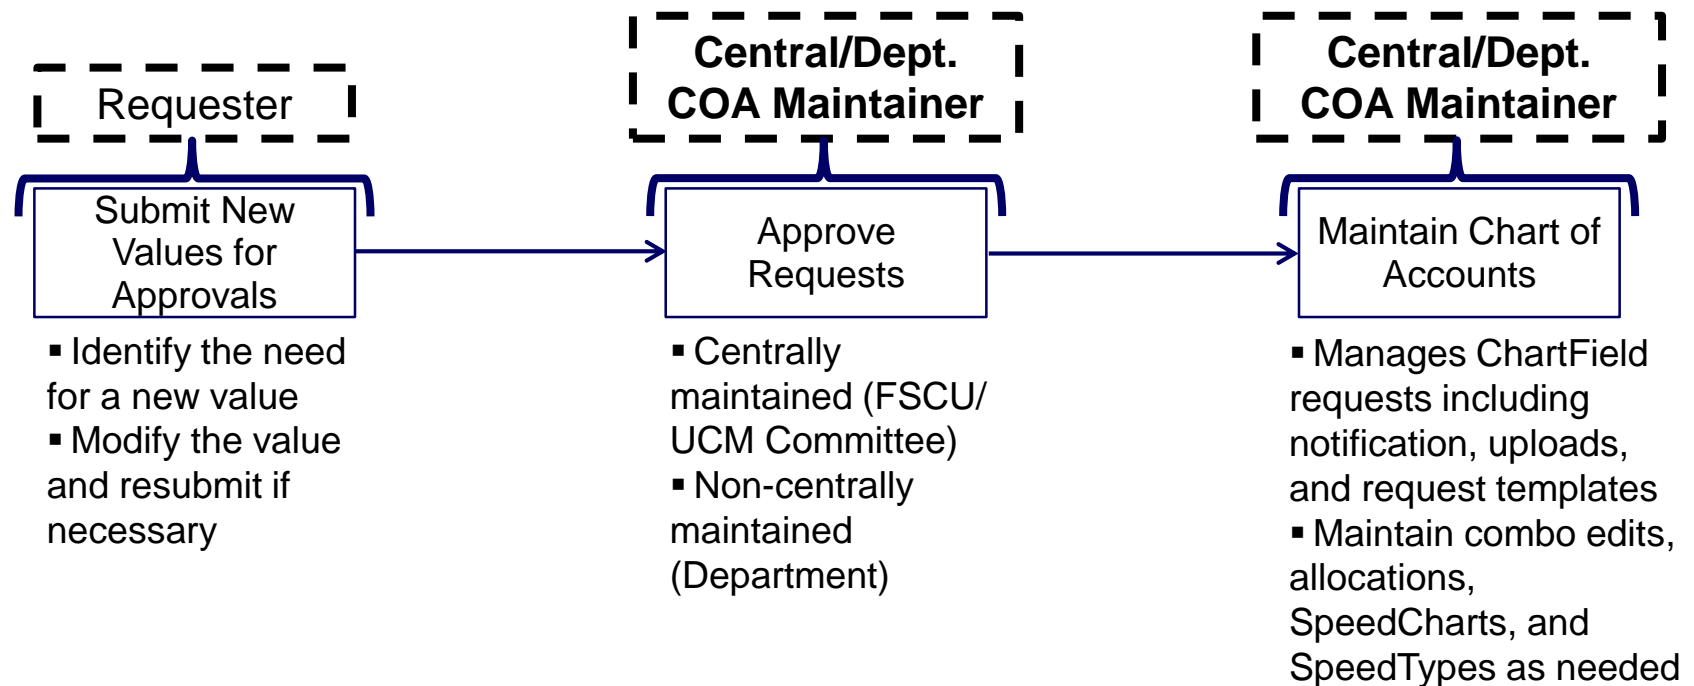 Requester
Central/Dept.
COA Maintainer
Central/Dept.
COA Maintainer
Submit New
Values for
Approvals
Approve
Requests
Maintain Chart of
Accounts
▪ Identify the need
for a new value
▪ Modify the value
and resubmit if
necessary
▪ Centrally
maintained (FSCU/
UCM Committee)
▪ Non-centrally
maintained
(Department)
▪ Manages ChartField
requests including
notification, uploads,
and request templates
▪ Maintain combo edits,
allocations,
SpeedCharts, and
SpeedTypes as needed